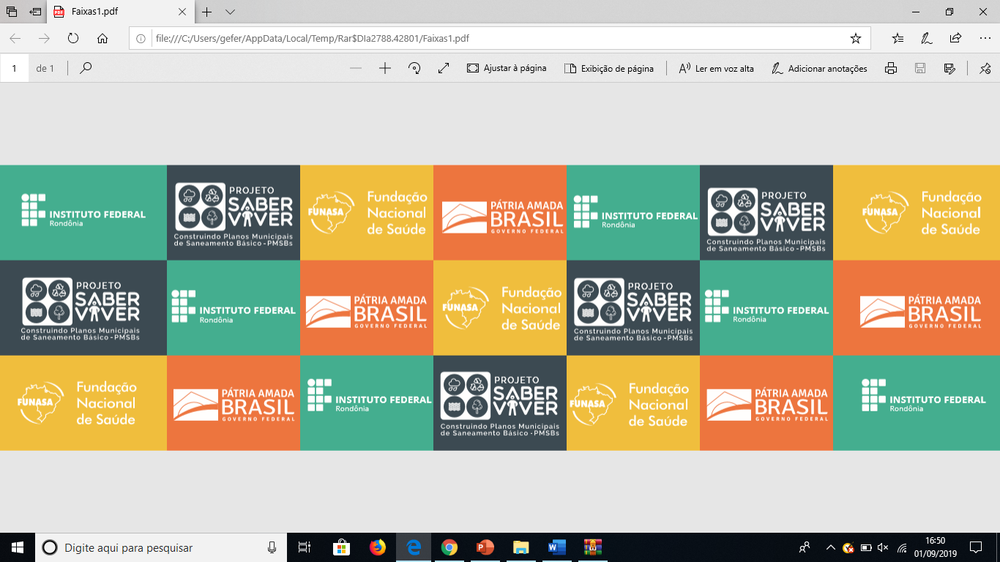 Faixas1.pdf
file:///C:/Users/gefer/AppData/Local/Temp/Rar$DIa2788.42801/Faixas1.pdf
1 de 1 Ajustar à página Exibição de página Ler em voz alta Adicionar anotações
INSTITUTO FEDERAL
Rondônia
PROJETO
SABER
VIVER
Construindo Planos Municipais
de Saneamento Básico - PMSBs
FUNASA
Fundação
Nacional
de Saúde
PÁTRIA AMADA
BRASIL
GOVERNO FEDERAL
INSTITUTO FEDERAL
Rondônia
PROJETO
SABER
VIVER
Construindo Planos Municipais
de Saneamento Básico - PMSBs
FUNASA
Fundação
Nacional
de Saúde
PROJETO
SABER
VIVER
Construindo Planos Municipais
de Saneamento Básico - PMSBs
INSTITUTO FEDERAL
Rondônia
PÁTRIA AMADA
BRASIL
GOVERNO FEDERAL
FUNASA
Fundação
Nacional
de Saúde
PROJETO
SABER
VIVER
Construindo Planos Municipais
de Saneamento Básico - PMSBs
INSTITUTO FEDERAL
Rondônia
PÁTRIA AMADA
BRASIL
GOVERNO FEDERAL
FUNASA
Fundação
Nacional
de Saúde
PÁTRIA AMADA
BRASIL
GOVERNO FEDERAL
INSTITUTO FEDERAL
Rondônia
PROJETO
SABER
VIVER
Construindo Planos Municipais
de Saneamento Básico - PMSBs
FUNASA
Fundação
Nacional
de Saúde
PÁTRIA AMADA
BRASIL
GOVERNO FEDERAL
INSTITUTO FEDERAL
Rondônia
Digite aqui para pesquisar
16:50
01/09/2019